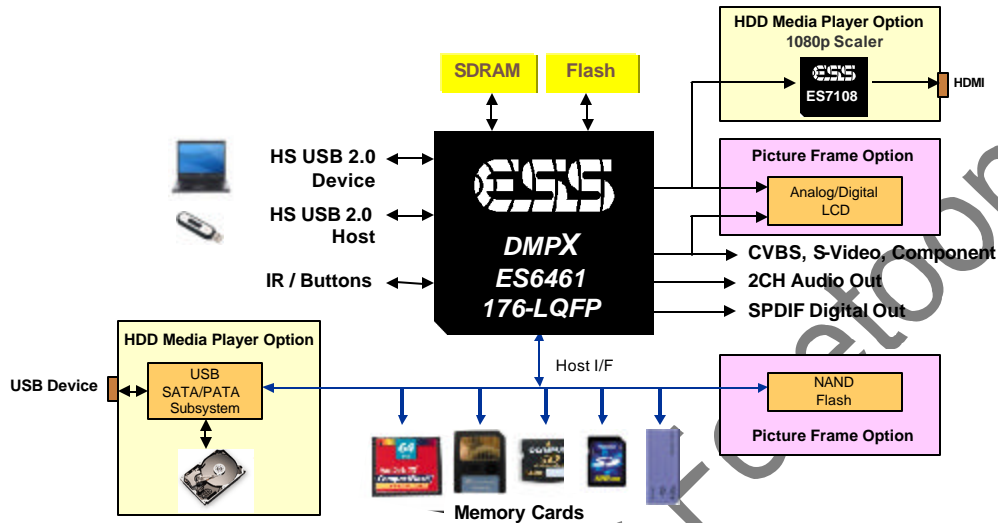 HDD Media Player Option
1080p Scaler
ESS
ES7108
HDMI
SDRAM
Flash
HS USB 2.0
Device
HS USB 2.0
Host
IR / Buttons
ESS
DMPX
ES6461
176-LQFP
Picture Frame Option
Analog/Digital
LCD
CVBS, S-Video, Component
2CH Audio Out
SPDIF Digital Out
HDD Media Player Option
USB
SATA/PATA
Subsystem
USB Device
Host I/F
NAND
Flash
Picture Frame Option
64
Memory Cards